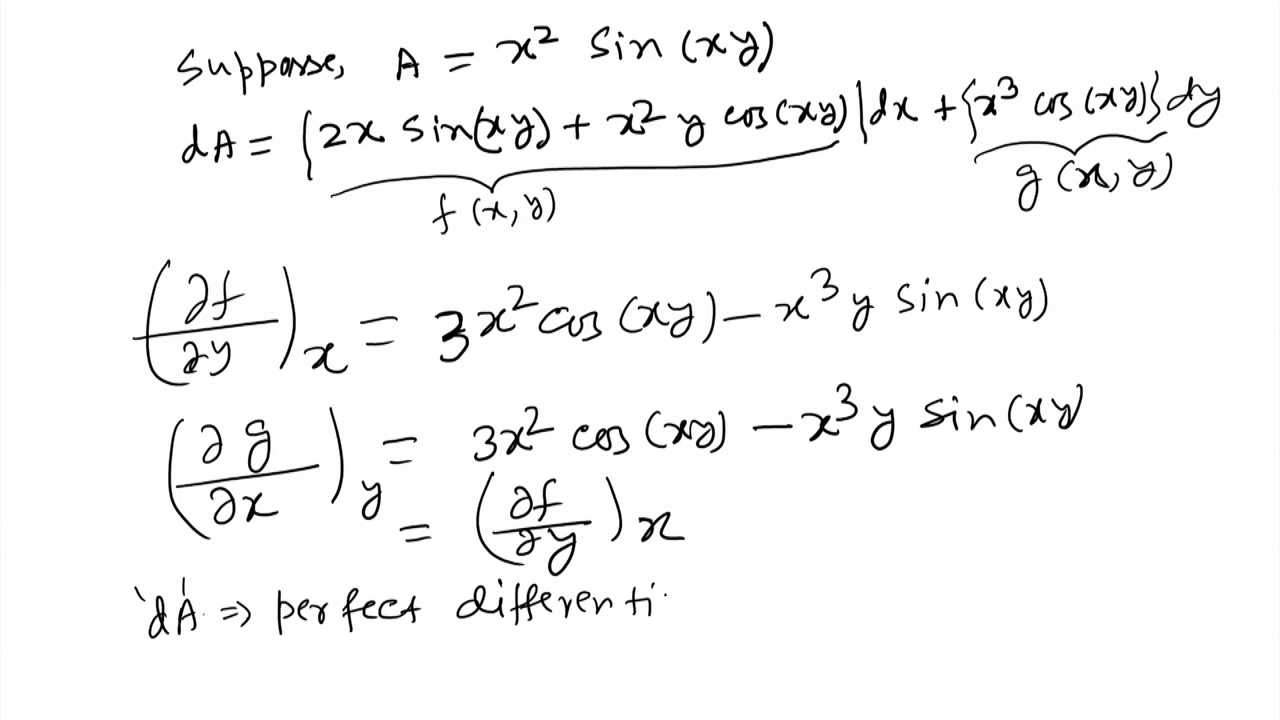 Supporse, A = x² Sin (xy)
dA = {2x sin(xy) + x² y cos(xy)}dx + {x³ cos(xy)}dy
f(x,y) g(x,y)
(∂f/∂y)x = 3x² cos(xy) – x³ y sin(xy)
(∂g/∂x)y = 3x² cos(xy) – x³ y sin(xy)
= (∂f/∂y)x
'dA' ⇒ perfect differenti